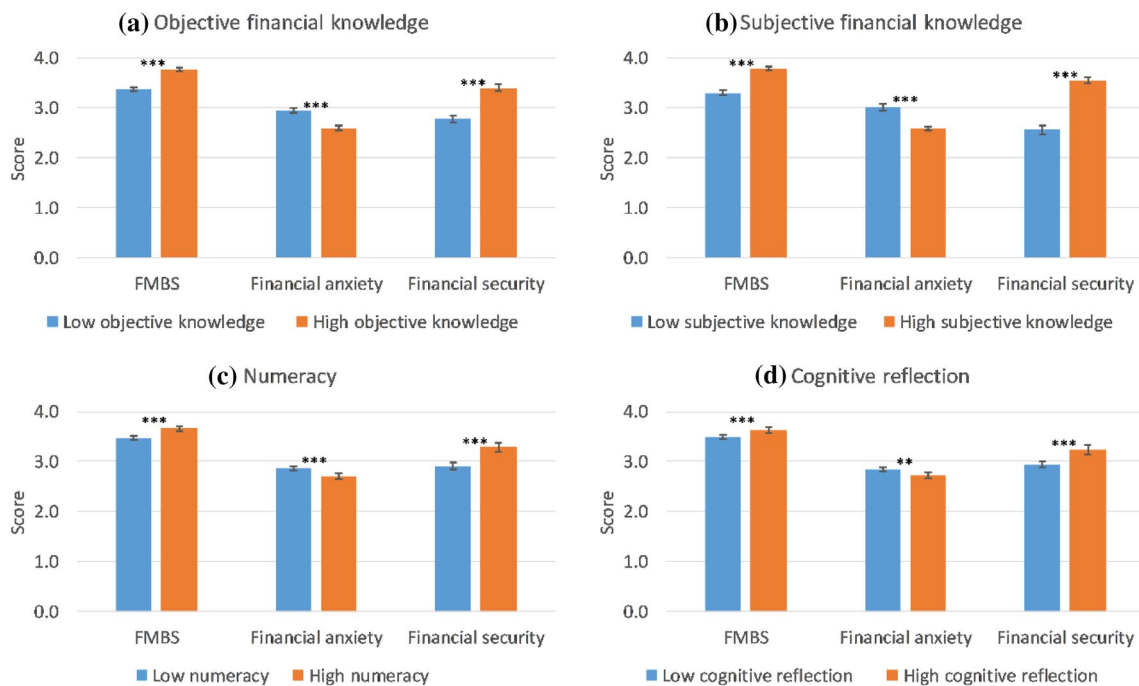 (a) Objective financial knowledge
4.0
3.0
2.0
1.0
0.0
Score
***
***
***
FMBS
Financial anxiety
Financial security
Low objective knowledge
High objective knowledge
(b) Subjective financial knowledge
4.0
3.0
2.0
1.0
0.0
Score
***
***
***
FMBS
Financial anxiety
Financial security
Low subjective knowledge
High subjective knowledge
(c) Numeracy
4.0
3.0
2.0
1.0
0.0
Score
***
***
***
FMBS
Financial anxiety
Financial security
Low numeracy
High numeracy
(d) Cognitive reflection
4.0
3.0
2.0
1.0
0.0
Score
***
**
***
FMBS
Financial anxiety
Financial security
Low cognitive reflection
High cognitive reflection